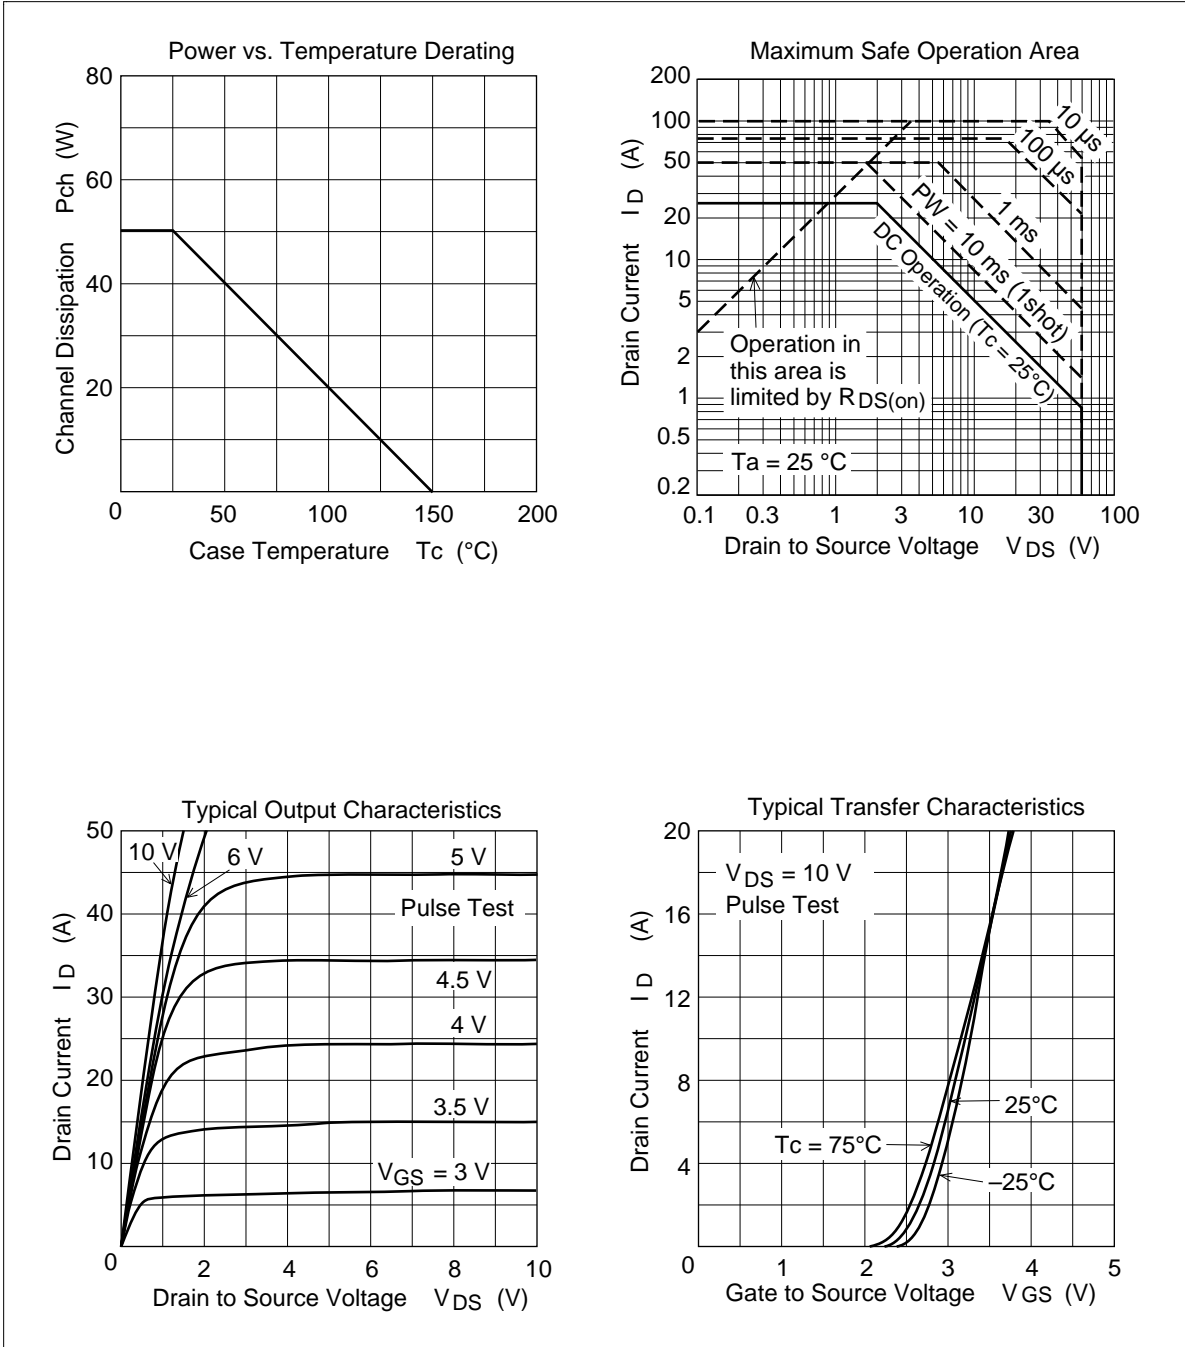 Power vs. Temperature Derating
80
60
40
20
0
50
100
150
200
Channel Dissipation Pch (W)
Case Temperature Tc (°C)
Maximum Safe Operation Area
200
100
50
20
10
5
2
1
0.5
0.2
0.1
0.3
1
3
10
30
100
Drain Current I D (A)
Drain to Source Voltage V DS (V)
10 µs
100 µs
1 ms
PW = 10 ms (1shot)
DC Operation (Tc = 25°C)
Operation in
this area is
limited by R DS(on)
Ta = 25 °C
Typical Output Characteristics
50
40
30
20
10
0
2
4
6
8
10
Drain Current I D (A)
Drain to Source Voltage V DS (V)
10 V
6 V
5 V
Pulse Test
4.5 V
4 V
3.5 V
V GS = 3 V
Typical Transfer Characteristics
20
16
12
8
4
0
1
2
3
4
5
Drain Current I D (A)
Gate to Source Voltage V GS (V)
V DS = 10 V
Pulse Test
25°C
Tc = 75°C
–25°C